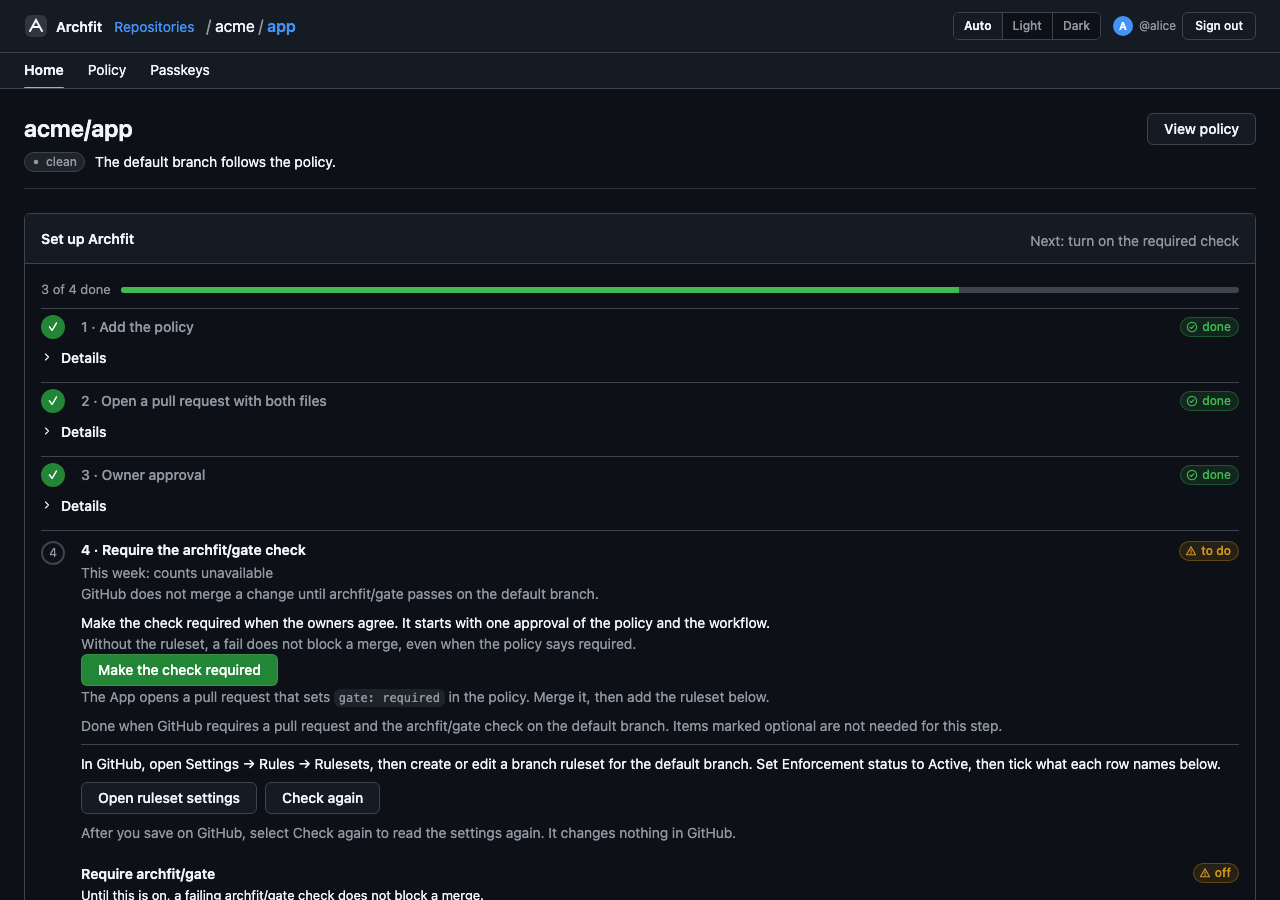 Archfit Repositories / acme / app
Auto Light Dark A @alice Sign out
Home Policy Passkeys
acme/app
View policy
clean The default branch follows the policy.
Set up Archfit
Next: turn on the required check
3 of 4 done
1 · Add the policy
done
Details
2 · Open a pull request with both files
done
Details
3 · Owner approval
done
Details
4 4 · Require the archfit/gate check
to do
This week: counts unavailable
GitHub does not merge a change until archfit/gate passes on the default branch.
Make the check required when the owners agree. It starts with one approval of the policy and the workflow.
Without the ruleset, a fail does not block a merge, even when the policy says required.
Make the check required
The App opens a pull request that sets gate: required in the policy. Merge it, then add the ruleset below.
Done when GitHub requires a pull request and the archfit/gate check on the default branch. Items marked optional are not needed for this step.
In GitHub, open Settings → Rules → Rulesets, then create or edit a branch ruleset for the default branch. Set Enforcement status to Active, then tick what each row names below.
Open ruleset settings Check again
After you save on GitHub, select Check again to read the settings again. It changes nothing in GitHub.
Require archfit/gate
off
Until this is on, a failing archfit/gate check does not block a merge.